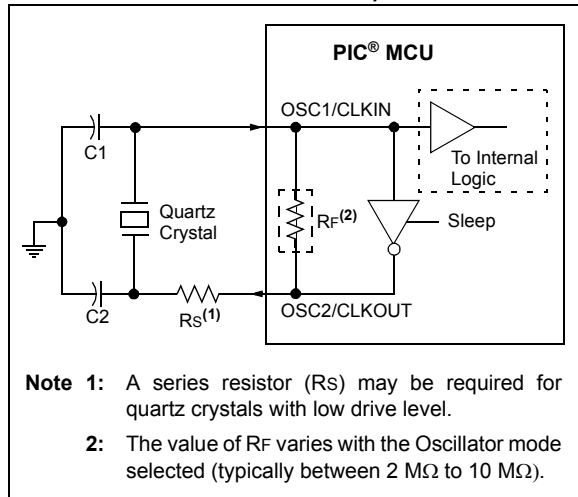 PIC® MCU
OSC1/CLKIN
C1
To Internal
Logic
Quartz
Crystal
RF(2)
Sleep
C2
RS(1)
OSC2/CLKOUT
Note 1: A series resistor (RS) may be required for
quartz crystals with low drive level.
2: The value of RF varies with the Oscillator mode
selected (typically between 2 MΩ to 10 MΩ).